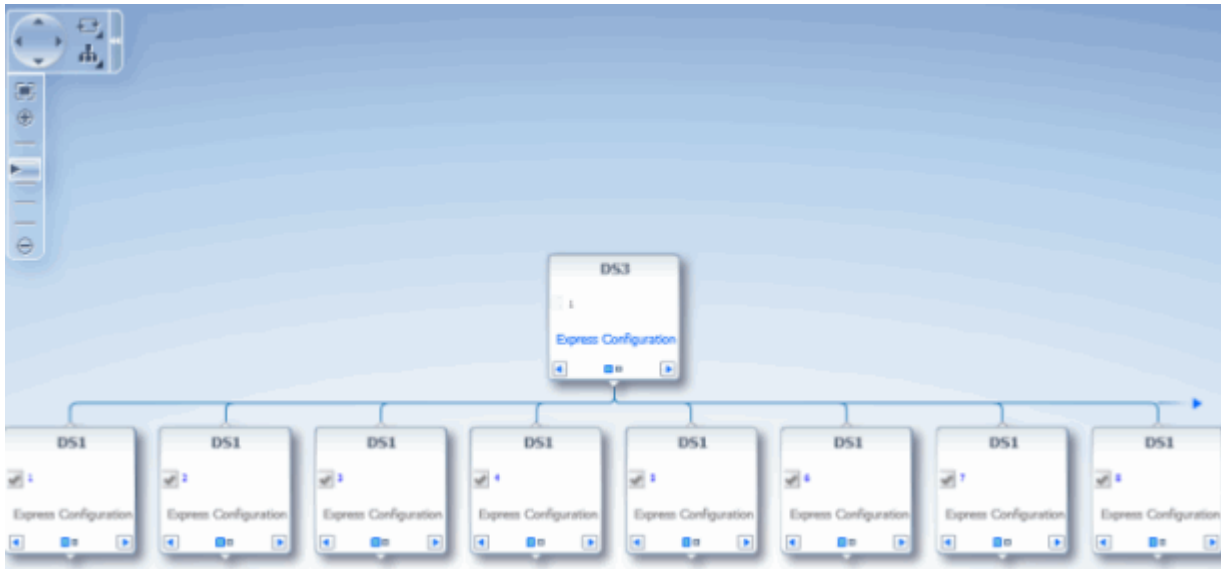 DS3
1
Express Configuration
DS1 DS1 DS1 DS1 DS1 DS1 DS1 DS1
1 2 3 4 5 6 7 8
Express Configuration Express Configuration Express Configuration Express Configuration Express Configuration Express Configuration Express Configuration Express Configuration